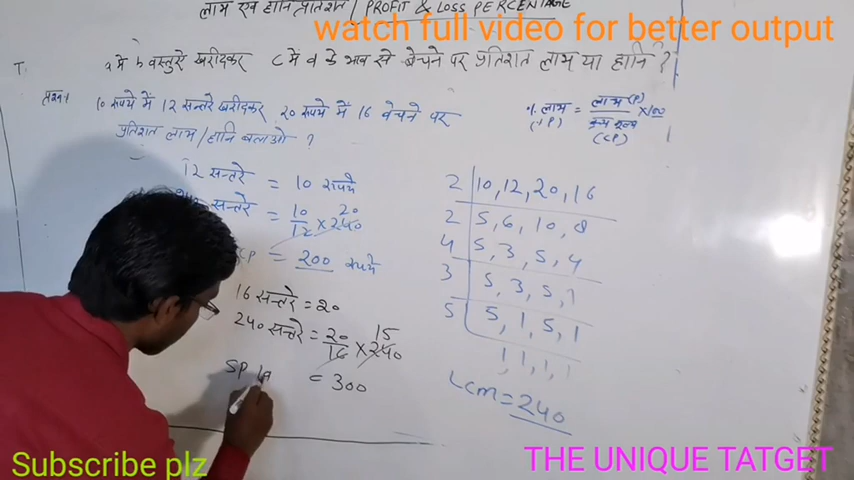 लाभ एवं हानि प्रतिशत / PROFIT & LOSS PERCENTAGE
watch full video for better output
a में b वस्तुऐं खरीदकर c में d के भाव से बेचने पर प्रतिशत लाभ या हानि ?
प्रश्न:1 10 रूपये में 12 सन्तरे खरीदकर 20 रूपये में 16 बेचने पर
प्रतिशत लाभ/हानि बताओ ?
% लाभ = लाभ (P) / क्रय मूल्य (CP) ×100
12 सन्तरे = 10 रूपये
सन्तरे = 10/12 × 240 20
CP = 200 रूपये
16 सन्तरे = 20
240 सन्तरे = 20/16 × 240 15
SP = 300
2 | 10, 12, 20, 16
2 | 5, 6, 10, 8
4 | 5, 3, 5, 4
3 | 5, 3, 5, 1
5 | 5, 1, 5, 1
1, 1, 1, 1
LCM = 240
Subscribe plz
THE UNIQUE TATGET